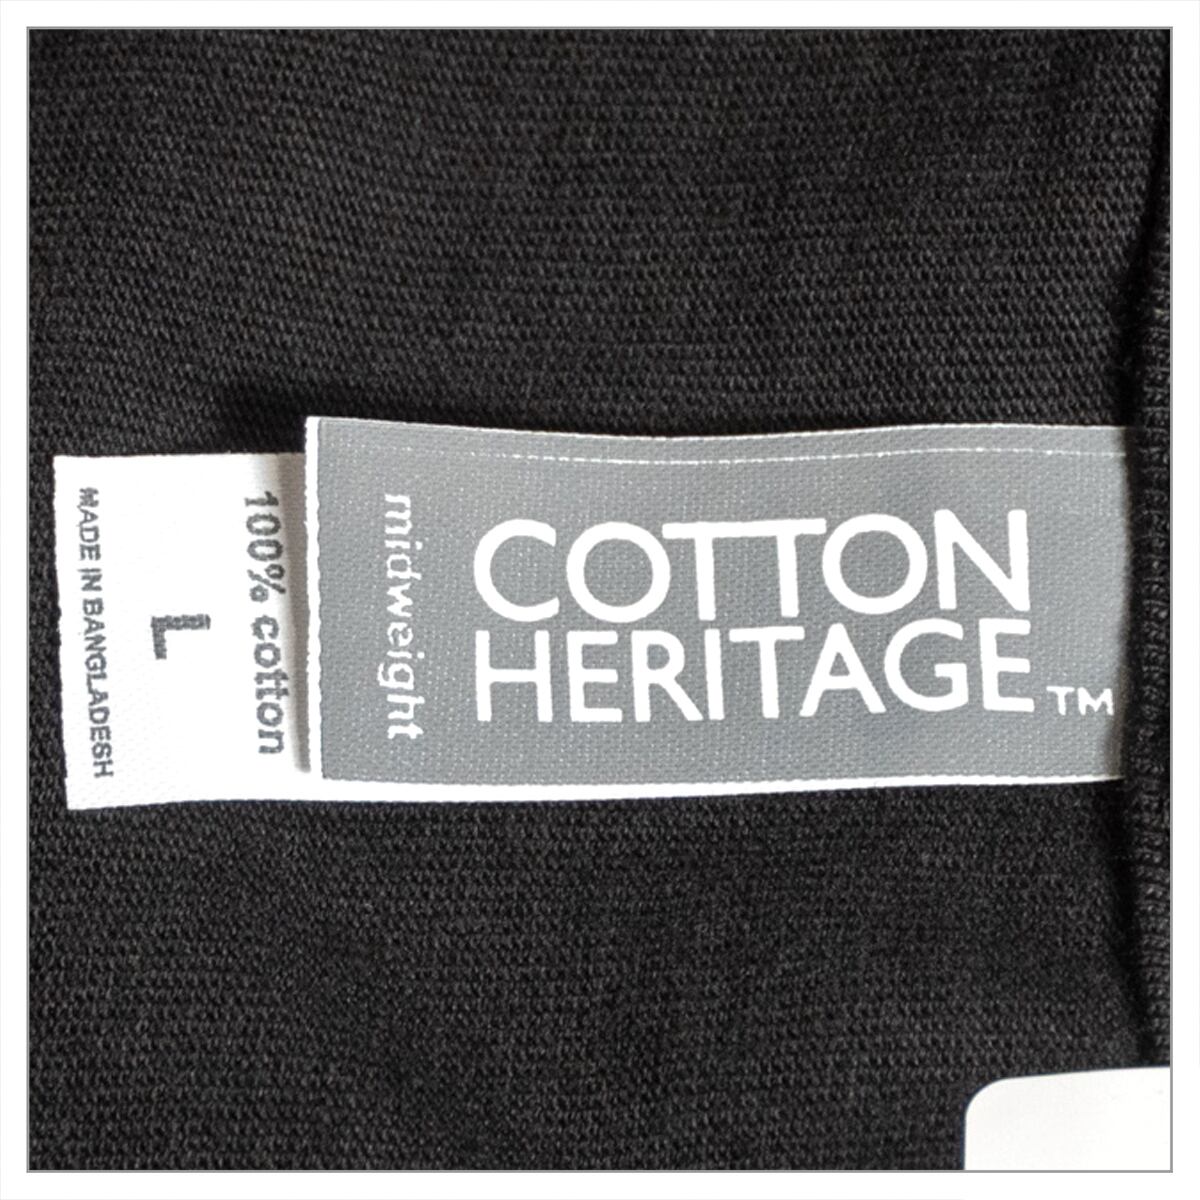 COTTON
HERITAGE™
midweight
100% cotton
L
MADE IN BANGLADESH